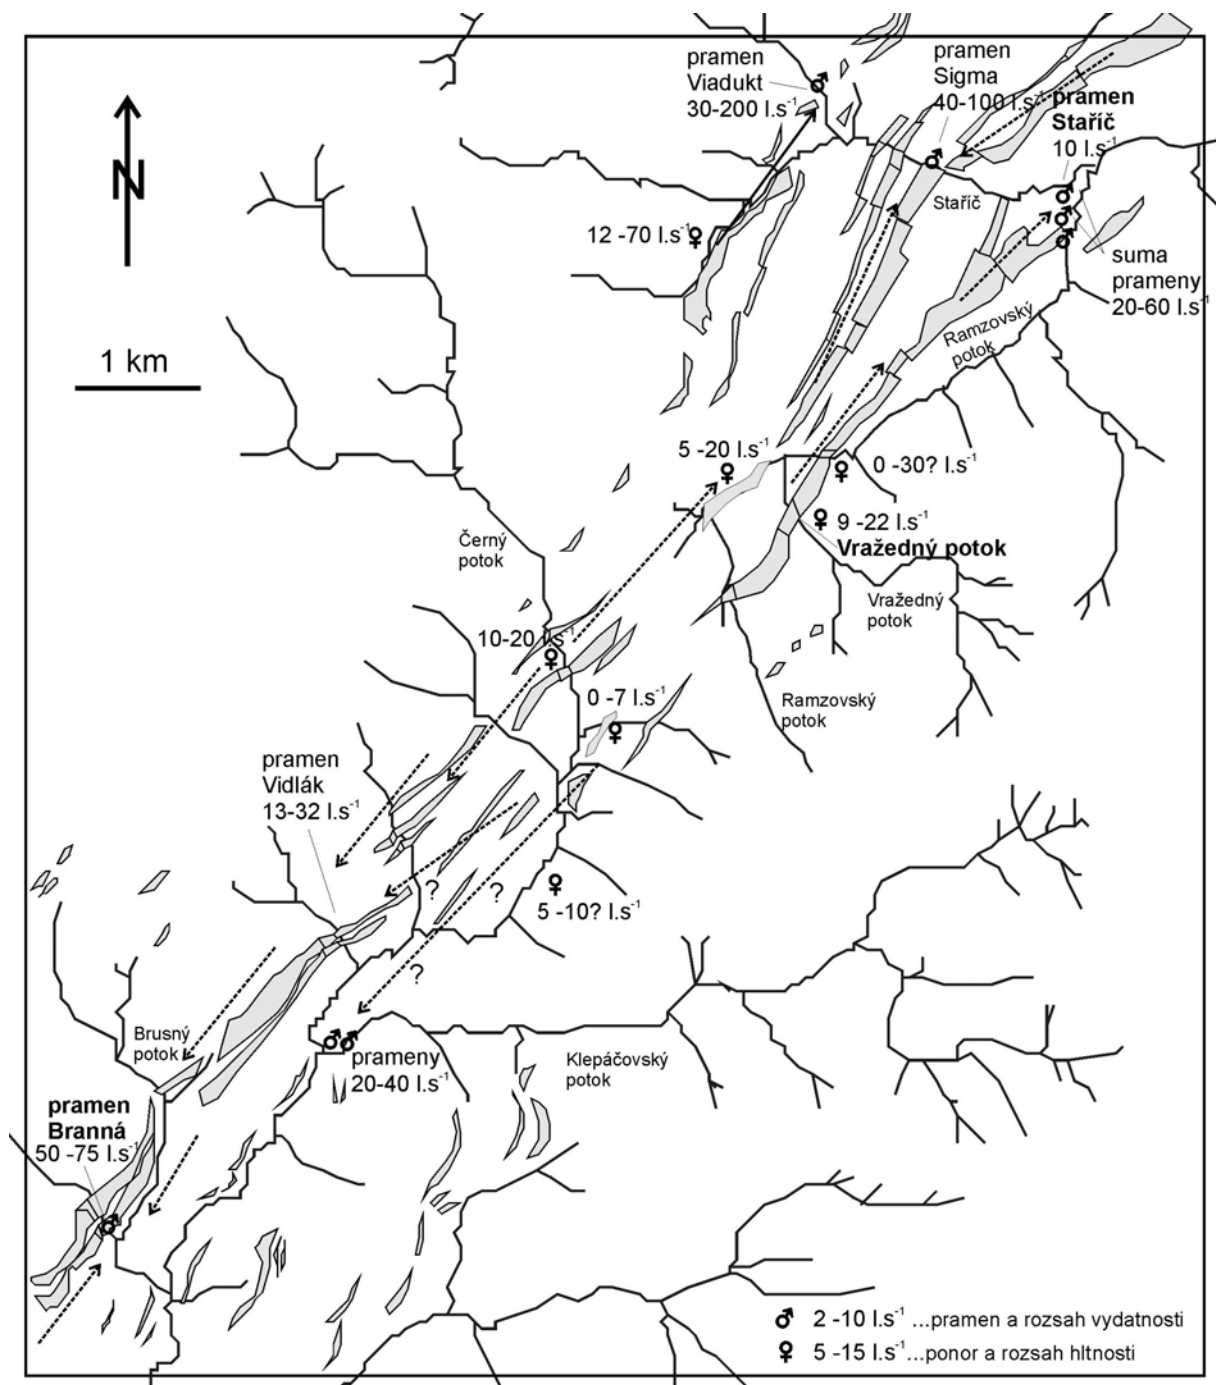 pramen
Viadukt
30-200 l.s⁻¹
pramen
Sigma
40-100 l.s⁻¹
pramen
Staříč
10 l.s⁻¹
N
12 -70 l.s⁻¹
Staříč
suma
prameny
20-60 l.s⁻¹
Ramzovský
potok
1 km
5 -20 l.s⁻¹
0 -30? l.s⁻¹
9 -22 l.s⁻¹
Vražedný potok
Černý
potok
Vražedný
potok
10-20 l.s⁻¹
0 -7 l.s⁻¹
Ramzovský
potok
pramen
Vidlák
13-32 l.s⁻¹
?
?
5 -10? l.s⁻¹
?
Brusný
potok
prameny
20-40 l.s⁻¹
Klepáčovský
potok
pramen
Branná
50 -75 l.s⁻¹
2 -10 l.s⁻¹ ...pramen a rozsah vydatnosti
5 -15 l.s⁻¹...ponor a rozsah hltnosti